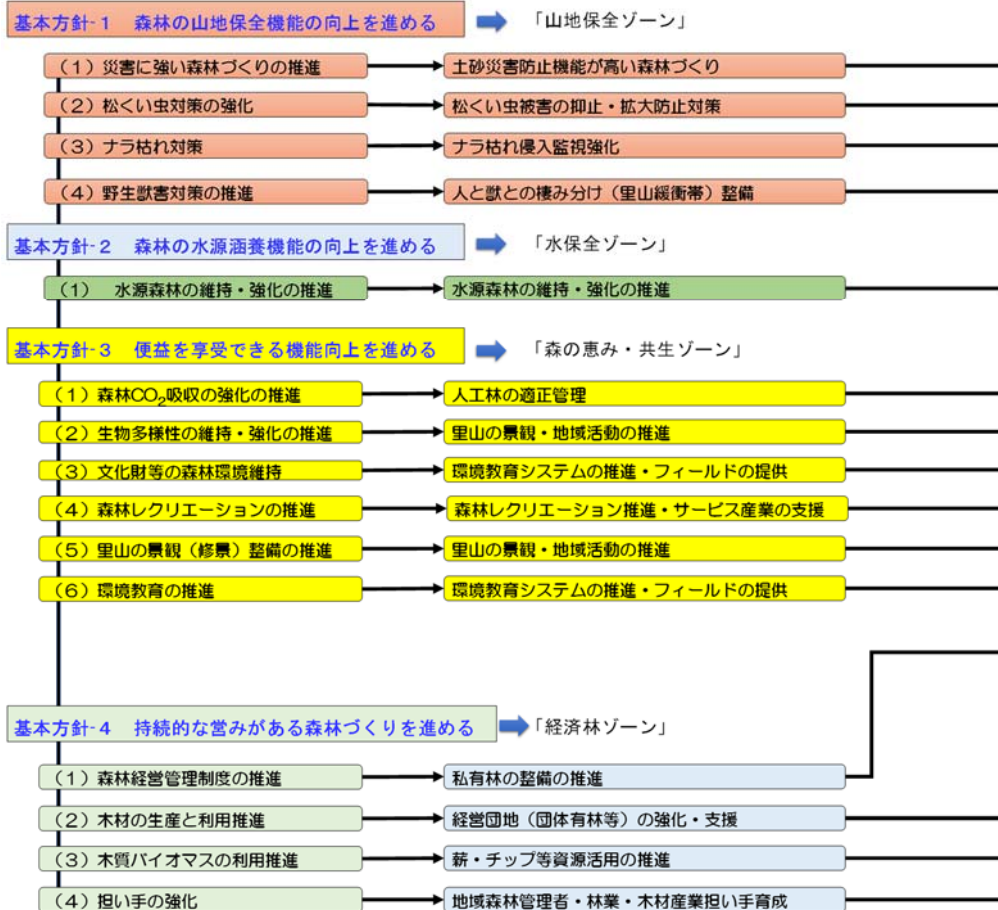 基本方針-1　森林の山地保全機能の向上を進める　「山地保全ゾーン」
（1）災害に強い森林づくりの推進　土砂災害防止機能が高い森林づくり
（2）松くい虫対策の強化　松くい虫被害の抑止・拡大防止対策
（3）ナラ枯れ対策　ナラ枯れ侵入監視強化
（4）野生獣害対策の推進　人と獣との棲み分け（里山緩衝帯）整備
基本方針-2　森林の水源涵養機能の向上を進める　「水保全ゾーン」
（1）　水源森林の維持・強化の推進　水源森林の維持・強化の推進
基本方針-3　便益を享受できる機能向上を進める　「森の恵み・共生ゾーン」
（1）森林CO₂吸収の強化の推進　人工林の適正管理
（2）生物多様性の維持・強化の推進　里山の景観・地域活動の推進
（3）文化財等の森林環境維持　環境教育システムの推進・フィールドの提供
（4）森林レクリエーションの推進　森林レクリエーション推進・サービス産業の支援
（5）里山の景観（修景）整備の推進　里山の景観・地域活動の推進
（6）環境教育の推進　環境教育システムの推進・フィールドの提供
基本方針-4　持続的な営みがある森林づくりを進める　「経済林ゾーン」
（1）森林経営管理制度の推進　私有林の整備の推進
（2）木材の生産と利用推進　経営団地（団体有林等）の強化・支援
（3）木質バイオマスの利用推進　薪・チップ等資源活用の推進
（4）担い手の強化　地域森林管理者・林業・木材産業担い手育成